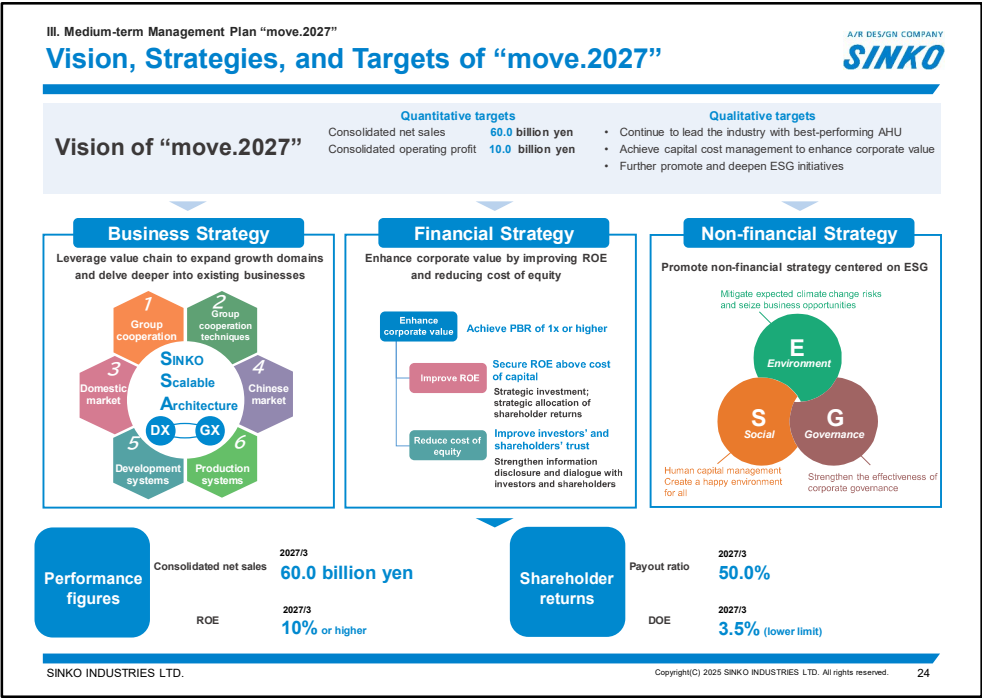 III. Medium-term Management Plan “move.2027”
Vision, Strategies, and Targets of “move.2027”
A/R DESIGN COMPANY
SINKO
Vision of “move.2027”
Quantitative targets
Consolidated net sales 60.0 billion yen
Consolidated operating profit 10.0 billion yen
Qualitative targets
• Continue to lead the industry with best-performing AHU
• Achieve capital cost management to enhance corporate value
• Further promote and deepen ESG initiatives
Business Strategy
Leverage value chain to expand growth domains
and delve deeper into existing businesses
1
Group
cooperation
2
Group
cooperation
techniques
3
Domestic
market
4
Chinese
market
SINKO
Scalable
Architecture
DX
GX
5
Development
systems
6
Production
systems
Financial Strategy
Enhance corporate value by improving ROE
and reducing cost of equity
Enhance
corporate value
Achieve PBR of 1x or higher
Improve ROE
Secure ROE above cost
of capital
Strategic investment;
strategic allocation of
shareholder returns
Reduce cost of
equity
Improve investors’ and
shareholders’ trust
Strengthen information
disclosure and dialogue with
investors and shareholders
Non-financial Strategy
Promote non-financial strategy centered on ESG
Mitigate expected climate change risks
and seize business opportunities
E
Environment
S
Social
G
Governance
Human capital management
Create a happy environment
for all
Strengthen the effectiveness of
corporate governance
Performance
figures
Consolidated net sales
2027/3
60.0 billion yen
ROE
2027/3
10% or higher
Shareholder
returns
Payout ratio
2027/3
50.0%
DOE
2027/3
3.5% (lower limit)
SINKO INDUSTRIES LTD.
Copyright(C) 2025 SINKO INDUSTRIES LTD. All rights reserved.
24